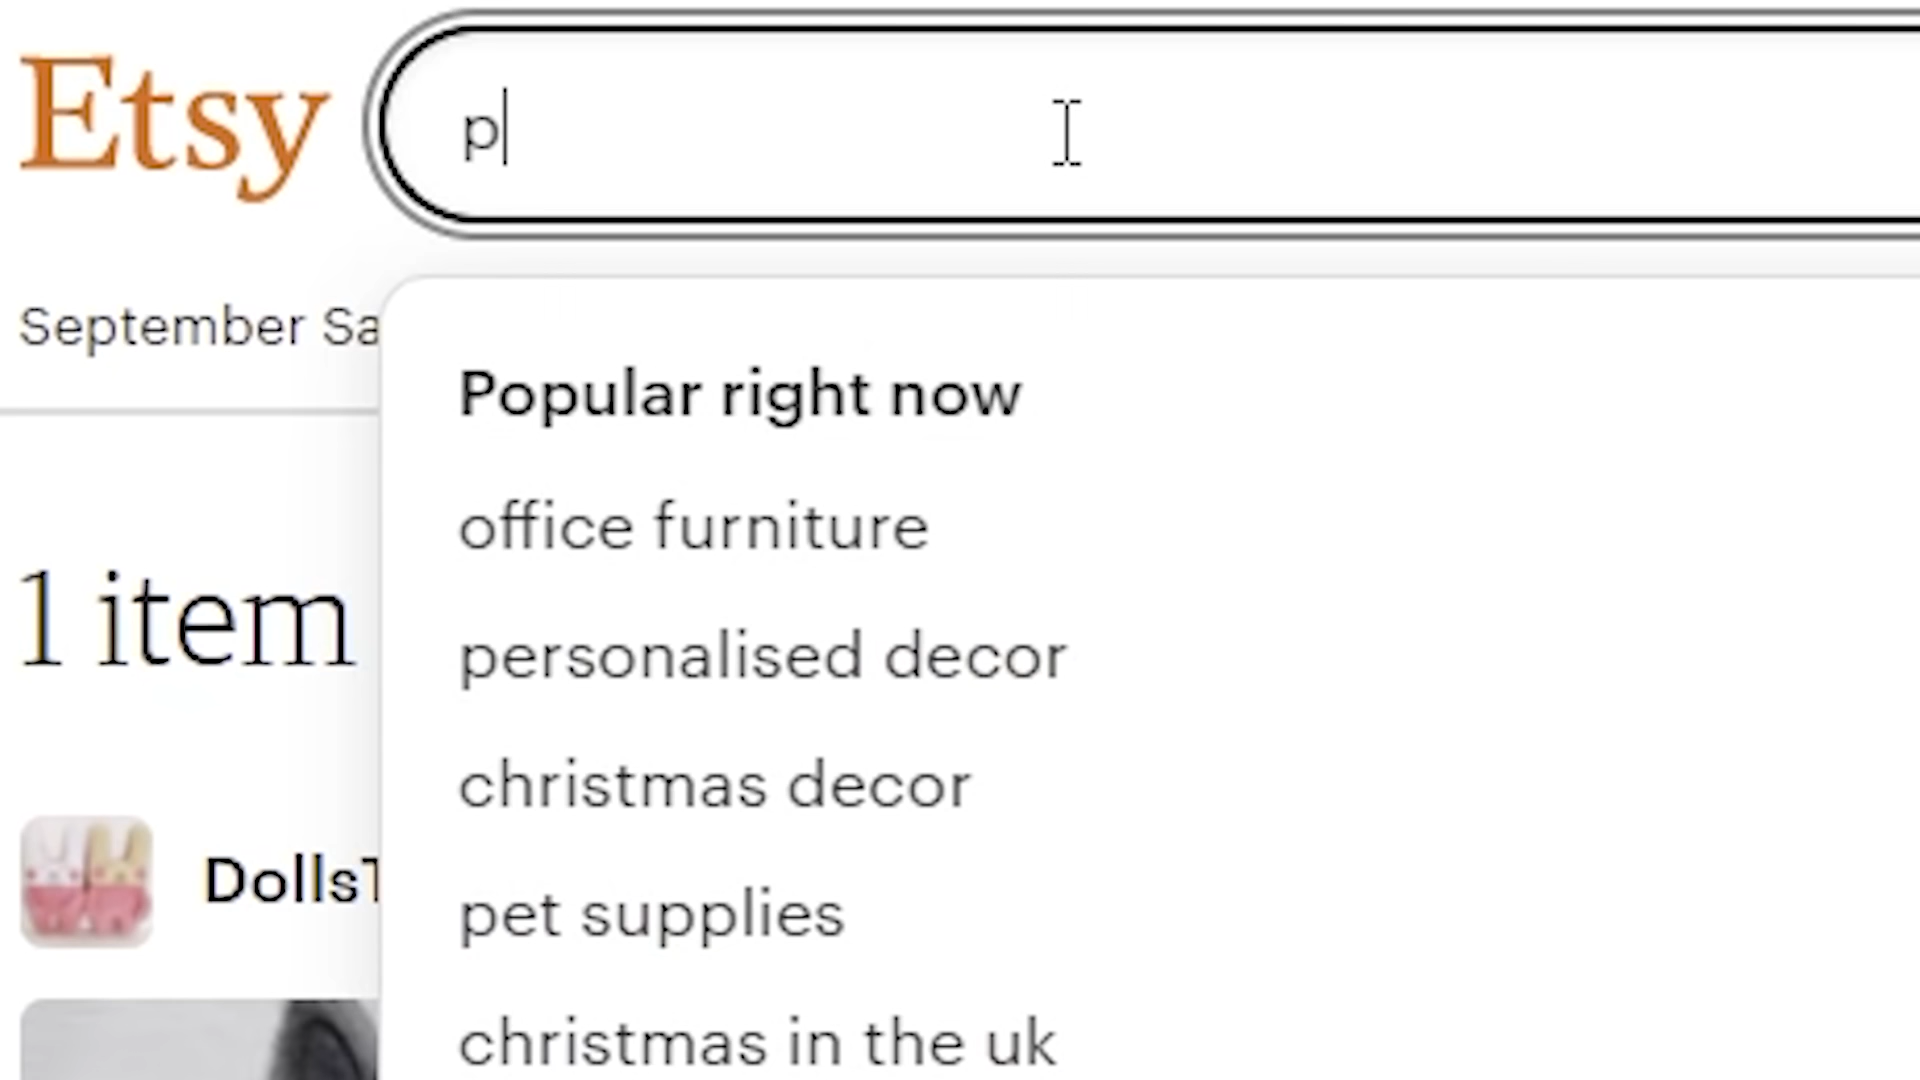 Etsy
p
September Sa
Popular right now
office furniture
1 item
personalised decor
christmas decor
DollsT
pet supplies
christmas in the uk